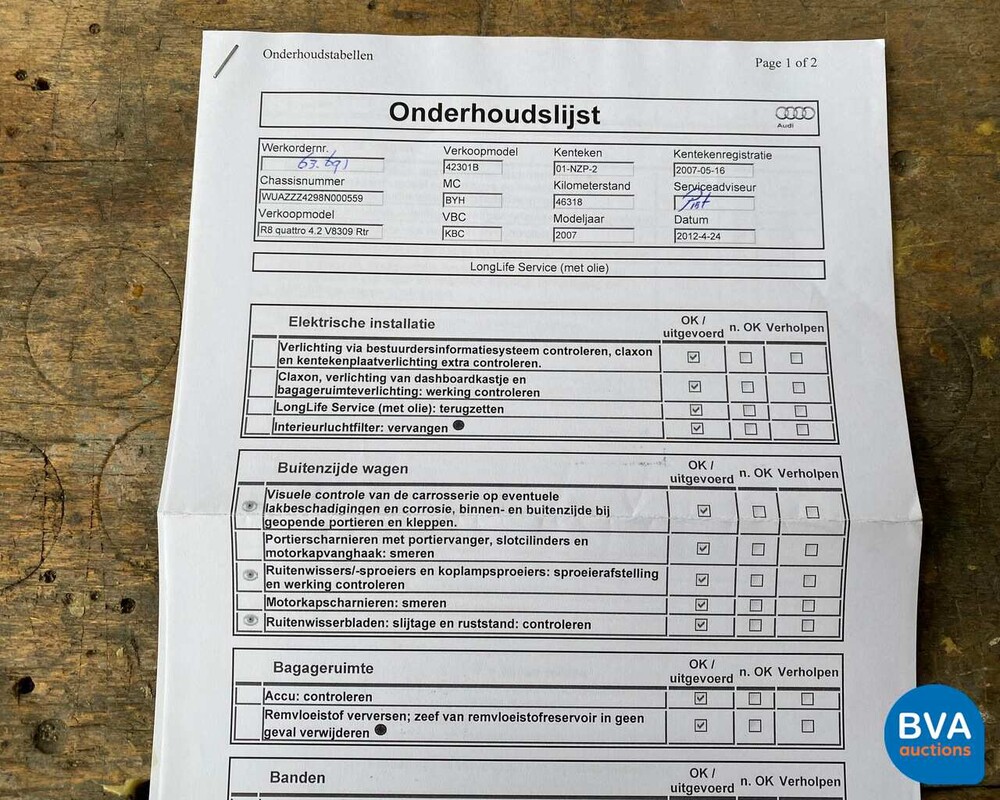 Onderhoudstabellen
Page 1 of 2
Onderhoudslijst
Audi
Werkordernr. Verkoopmodel Kenteken Kentekenregistratie
63.691 42301B 01-NZP-2 2007-05-16
Chassisnummer MC Kilometerstand Serviceadviseur
WUAZZZ4298N000559 BYH 46318
Verkoopmodel VBC Modeljaar Datum
R8 quattro 4.2 V8309 Rtr KBC 2007 2012-4-24
LongLife Service (met olie)
Elektrische installatie OK / uitgevoerd n. OK Verholpen
Verlichting via bestuurdersinformatiesysteem controleren, claxon
en kentekenplaatverlichting extra controleren.
Claxon, verlichting van dashboardkastje en
bagageruimteverlichting: werking controleren
LongLife Service (met olie): terugzetten
Interieurluchtfilter: vervangen
Buitenzijde wagen OK / uitgevoerd n. OK Verholpen
Visuele controle van de carrosserie op eventuele
lakbeschadigingen en corrosie, binnen- en buitenzijde bij
geopende portieren en kleppen.
Portierscharnieren met portiervanger, slotcilinders en
motorkapvanghaak: smeren
Ruitenwissers/-sproeiers en koplampsproeiers: sproeierafstelling
en werking controleren
Motorkapscharnieren: smeren
Ruitenwisserbladen: slijtage en ruststand: controleren
Bagageruimte OK / uitgevoerd n. OK Verholpen
Accu: controleren
Remvloeistof verversen; zeef van remvloeistofreservoir in geen
geval verwijderen
Banden OK / uitgevoerd n. OK Verholpen
BVA
auctions